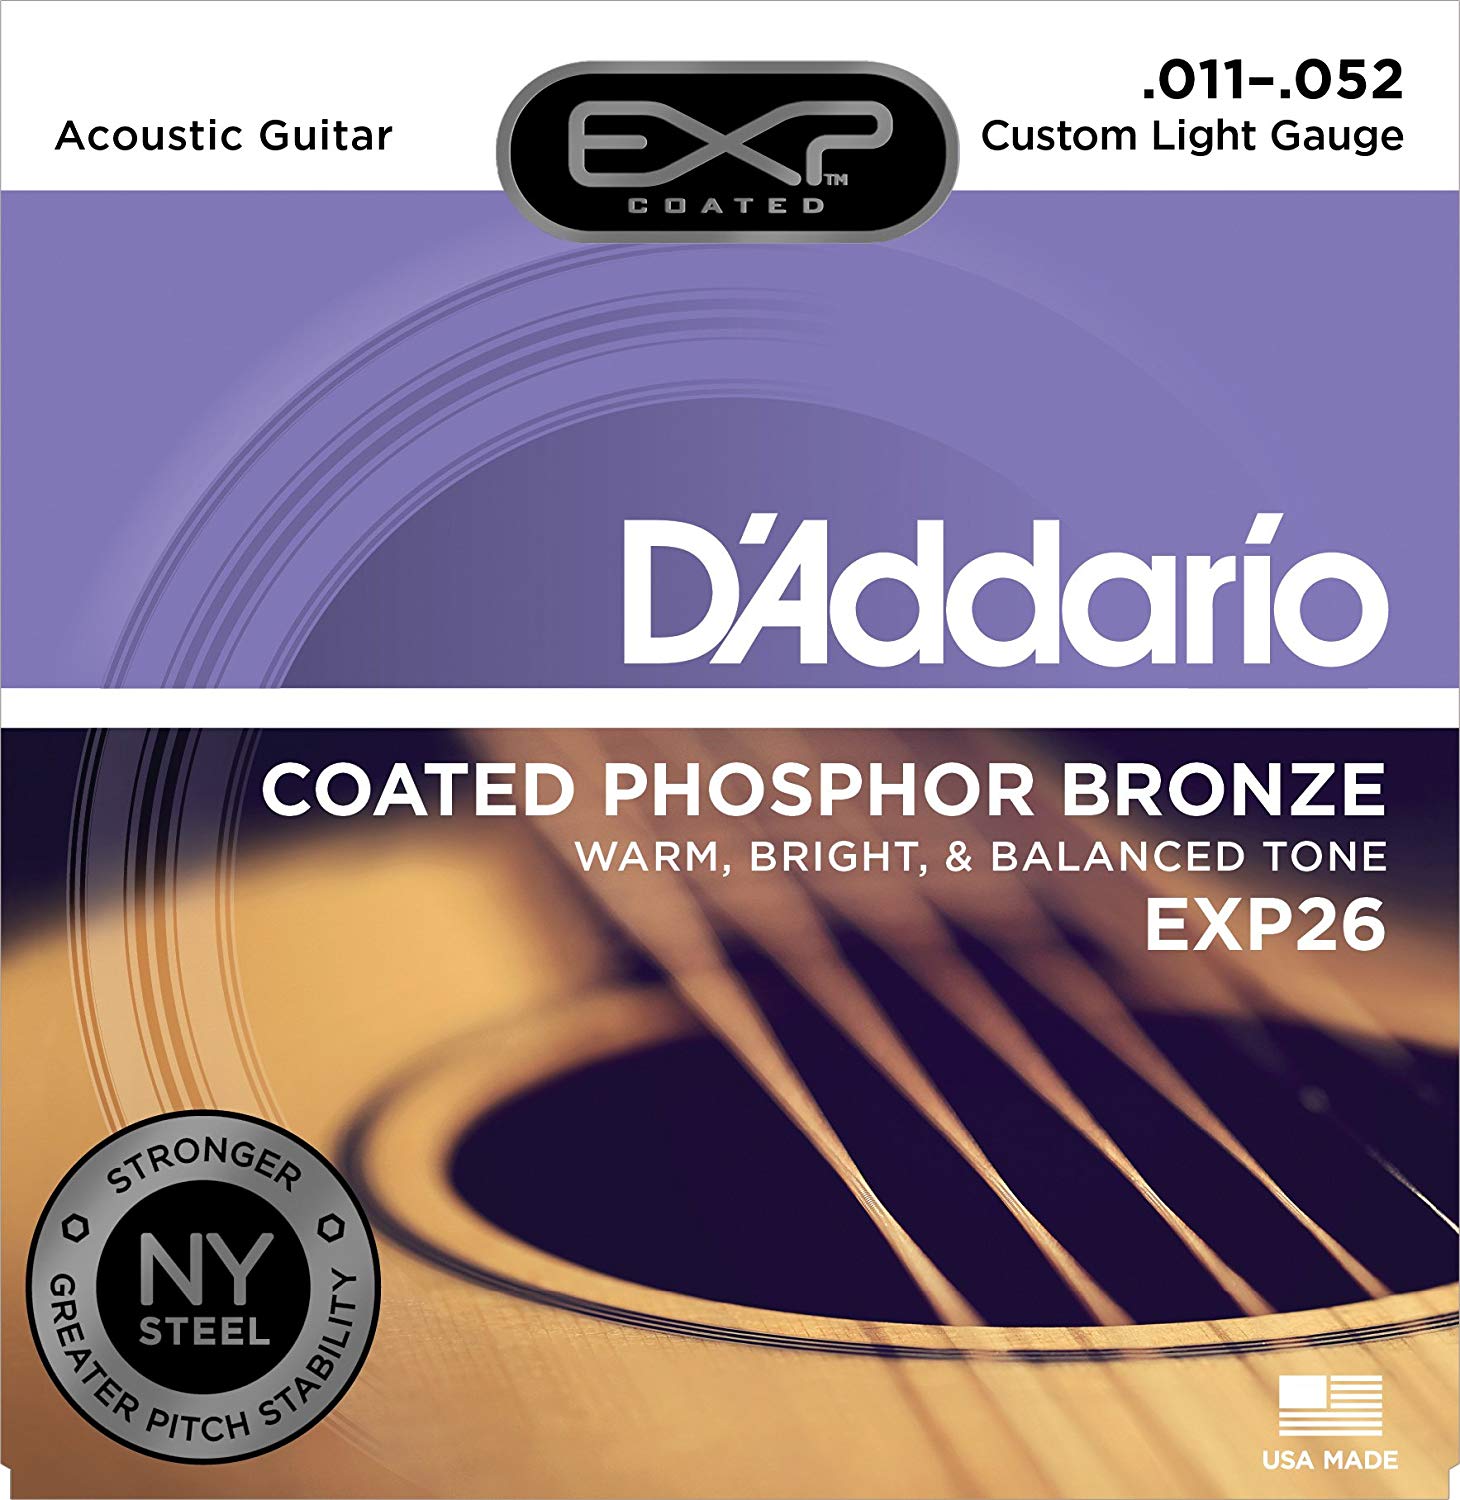 Acoustic Guitar
EXP™
COATED
.011–.052
Custom Light Gauge
D'Addario
COATED PHOSPHOR BRONZE
WARM, BRIGHT, & BALANCED TONE
EXP26
STRONGER
NY
STEEL
GREATER PITCH STABILITY
USA MADE